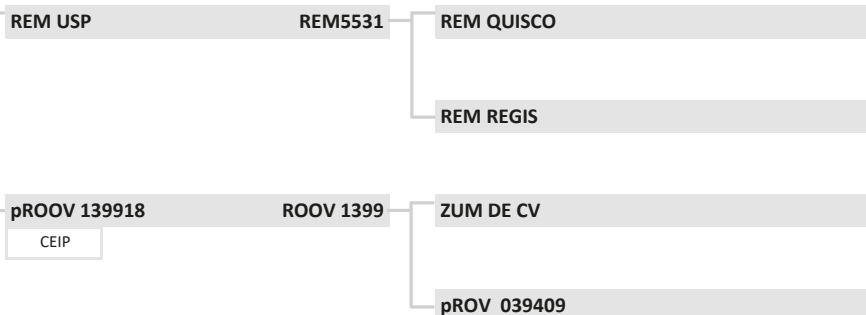 REM USP REM5531 REM QUISCO
REM REGIS
pROOV 139918 ROOV 1399 ZUM DE CV
CEIP
pROV 039409